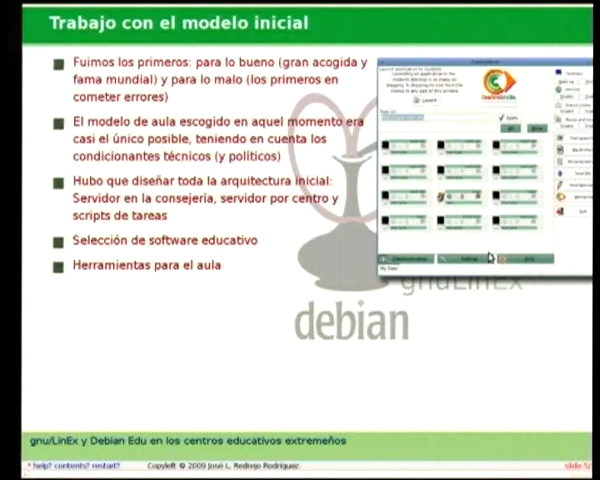 Trabajo con el modelo inicial
Fuimos los primeros: para lo bueno (gran acogida y
fama mundial) y para lo malo (los primeros en
cometer errores)
El modelo de aula escogido en aquel momento era
casi el único posible, teniendo en cuenta los
condicionantes técnicos (y políticos)
Hubo que diseñar toda la arquitectura inicial:
Servidor en la consejería, servidor por centro y
scripts de tareas
Selección de software educativo
Herramientas para el aula
gnuLinEx
debian
gnu/LinEx y Debian Edu en los centros educativos extremeños
* help? contents? restart?
Copyleft © 2009 José L. Redrejo Rodríguez
slide 5/